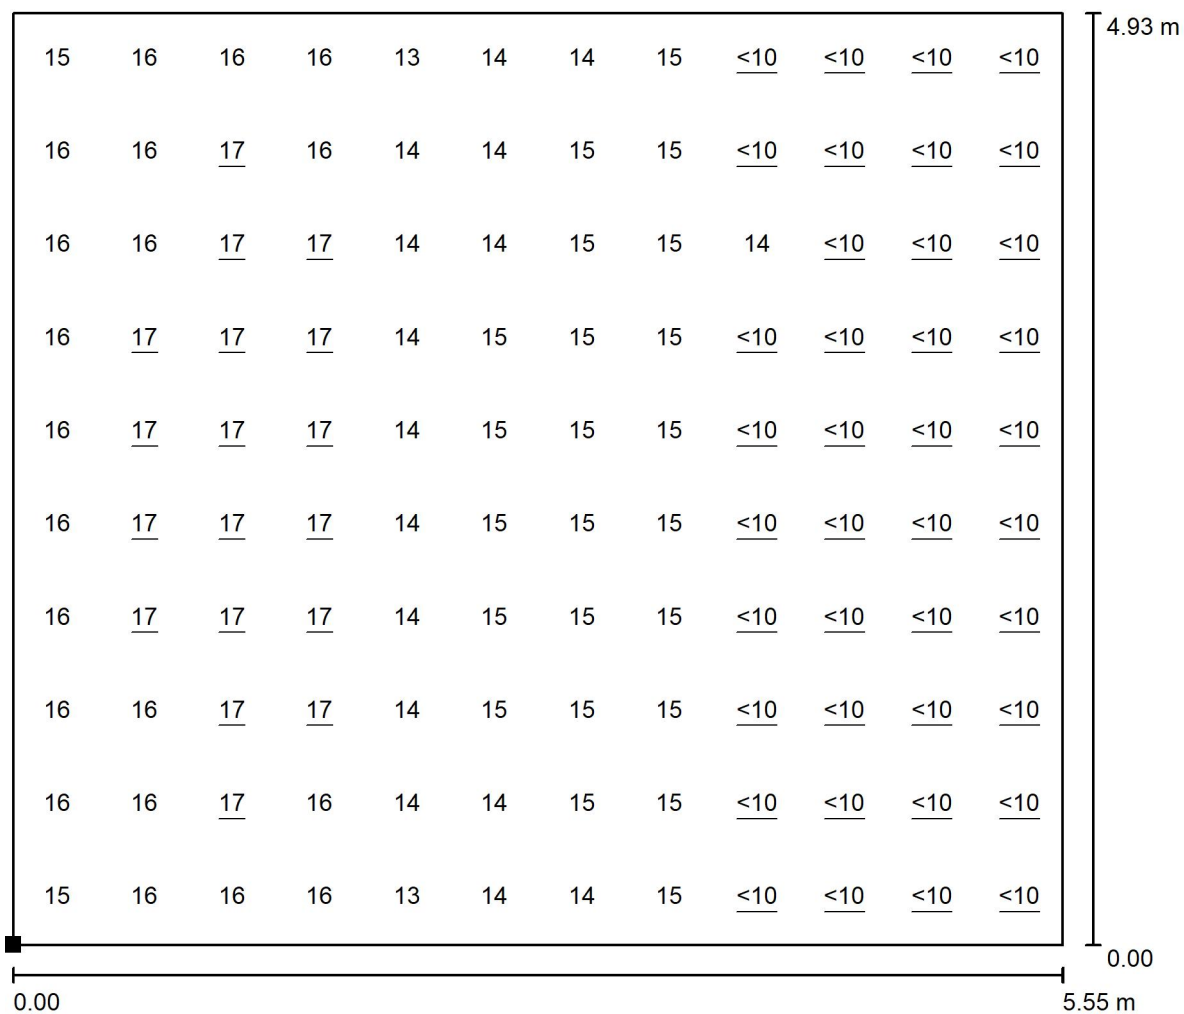 4.93 m
15 16 16 16 13 14 14 15 <10 <10 <10 <10
16 16 17 16 14 14 15 15 <10 <10 <10 <10
16 16 17 17 14 14 15 15 14 <10 <10 <10
16 17 17 17 14 15 15 15 <10 <10 <10 <10
16 17 17 17 14 15 15 15 <10 <10 <10 <10
16 17 17 17 14 15 15 15 <10 <10 <10 <10
16 17 17 17 14 15 15 15 <10 <10 <10 <10
16 16 17 17 14 15 15 15 <10 <10 <10 <10
16 16 17 16 14 14 15 15 <10 <10 <10 <10
15 16 16 16 13 14 14 15 <10 <10 <10 <10
0.00
0.00 5.55 m